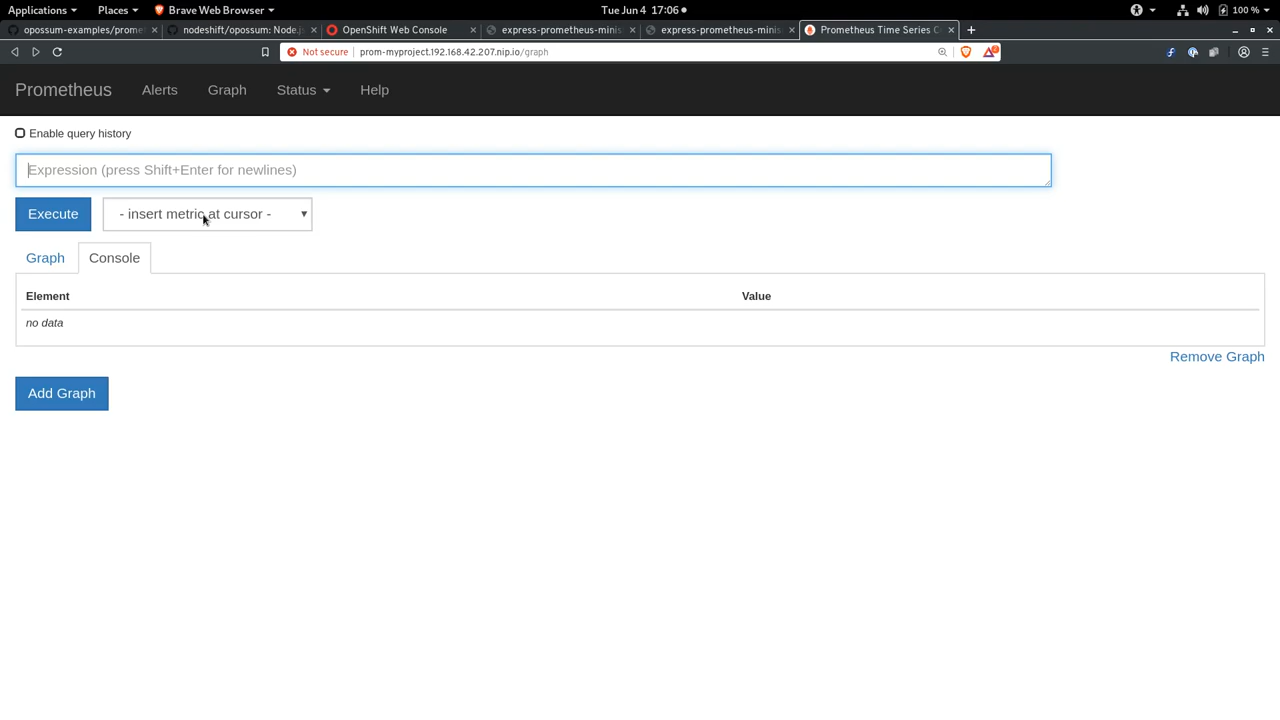 Applications Places Brave Web Browser Tue Jun 4 17:06 100 %
opossum-examples/prome nodeshift/opossum: Node.j OpenShift Web Console express-prometheus-minis express-prometheus-minis Prometheus Time Series C
Not secure prom-myproject.192.168.42.207.nip.io/graph
Prometheus Alerts Graph Status Help
Enable query history
Expression (press Shift+Enter for newlines)
Execute - insert metric at cursor -
Graph Console
Element Value
no data
Remove Graph
Add Graph